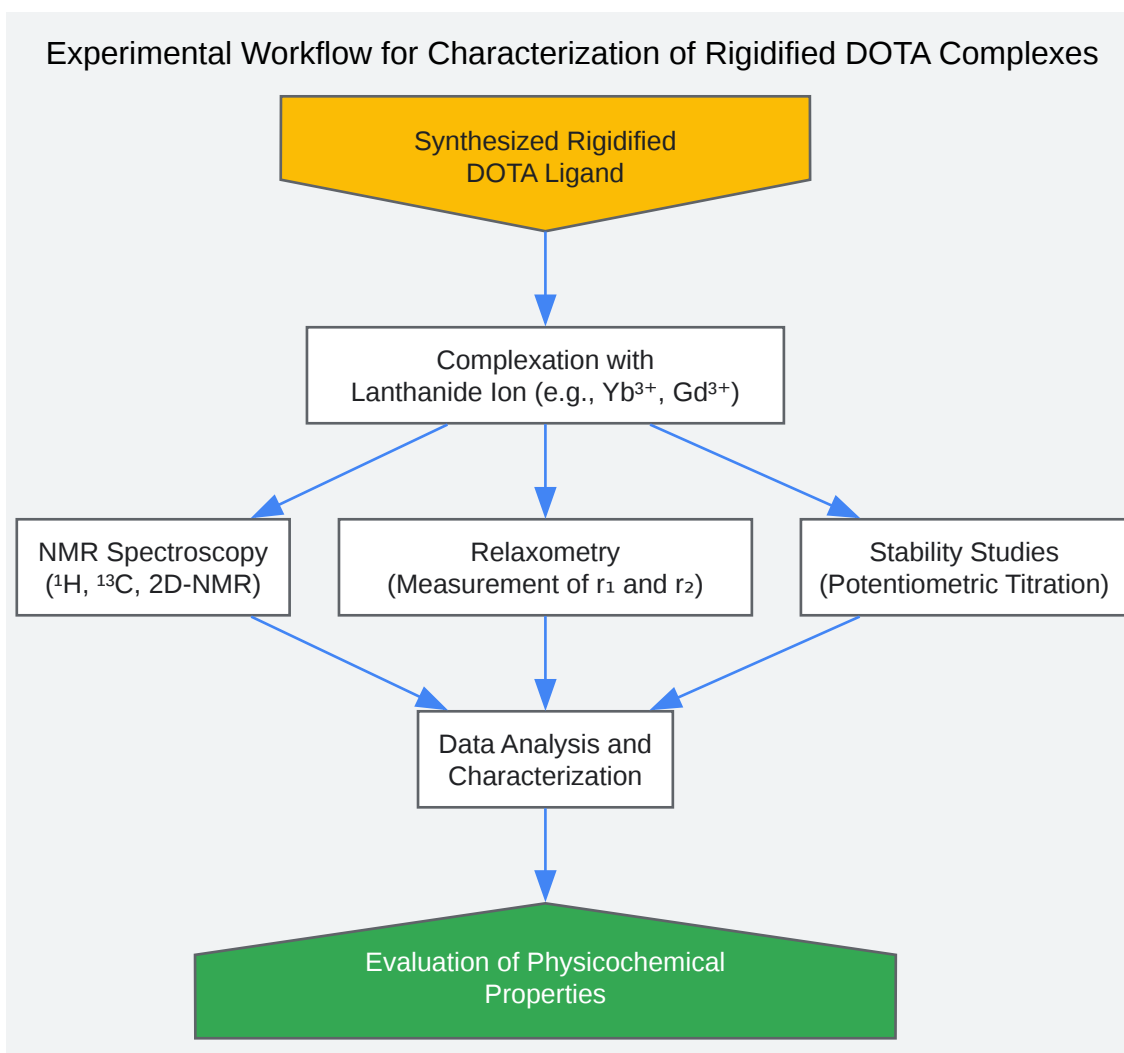 Experimental Workflow for Characterization of Rigidified DOTA Complexes
Synthesized Rigidified
DOTA Ligand
Complexation with
Lanthanide Ion (e.g., Yb³⁺, Gd³⁺)
NMR Spectroscopy
(¹H, ¹³C, 2D-NMR)
Relaxometry
(Measurement of r₁ and r₂)
Stability Studies
(Potentiometric Titration)
Data Analysis and
Characterization
Evaluation of Physicochemical
Properties